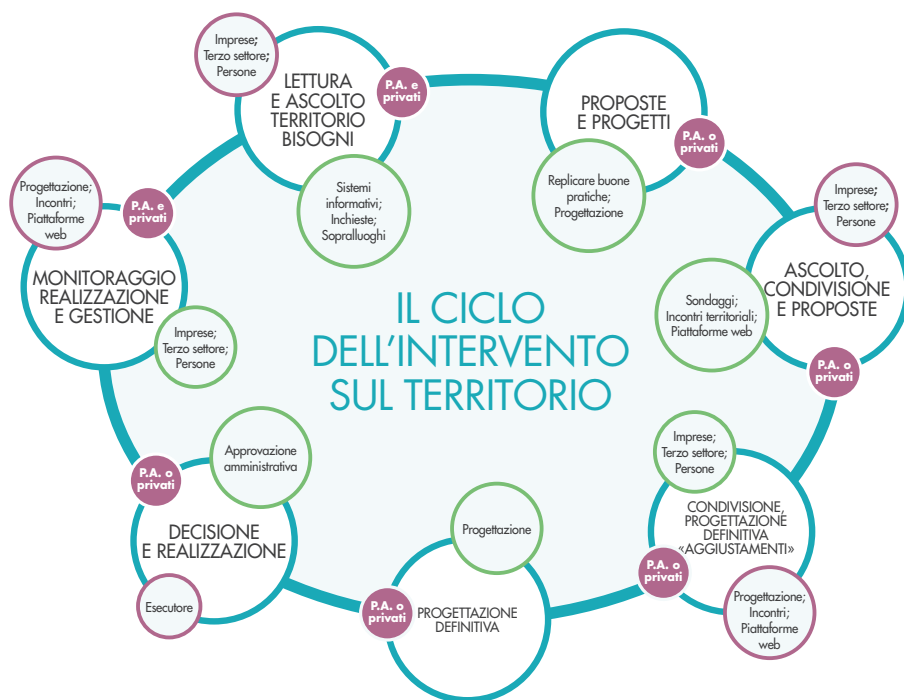 Imprese;
Terzo settore;
Persone
LETTURA
E ASCOLTO
TERRITORIO
BISOGNI
P.A. e
privati
Sistemi
informativi;
Inchieste;
Sopralluoghi
PROPOSTE
E PROGETTI
P.A. o
privati
Replicare buone
pratiche;
Progettazione
Imprese;
Terzo settore;
Persone
ASCOLTO,
CONDIVISIONE
E PROPOSTE
Sondaggi;
Incontri territoriali;
Piattaforme web
P.A. o
privati
Imprese;
Terzo settore;
Persone
CONDIVISIONE,
PROGETTAZIONE
DEFINITIVA
«AGGIUSTAMENTI»
P.A. o
privati
Progettazione;
Incontri;
Piattaforme
web
Progettazione
P.A. o
privati
PROGETTAZIONE
DEFINITIVA
Approvazione
amministrativa
P.A. o
privati
DECISIONE
E REALIZZAZIONE
Esecutore
Progettazione;
Incontri;
Piattaforme
web
P.A. e
privati
MONITORAGGIO
REALIZZAZIONE
E GESTIONE
Imprese;
Terzo settore;
Persone
IL CICLO
DELL'INTERVENTO
SUL TERRITORIO